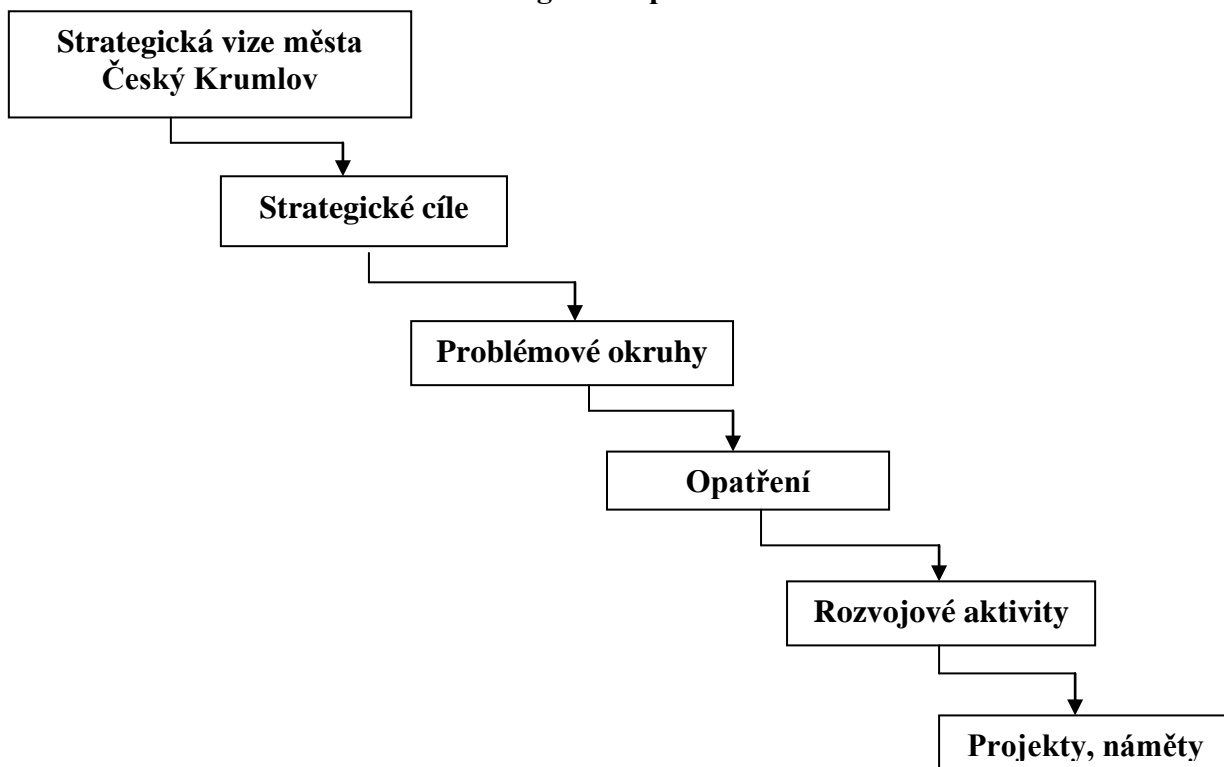 Strategická vize města
Český Krumlov
Strategické cíle
Problémové okruhy
Opatření
Rozvojové aktivity
Projekty, náměty